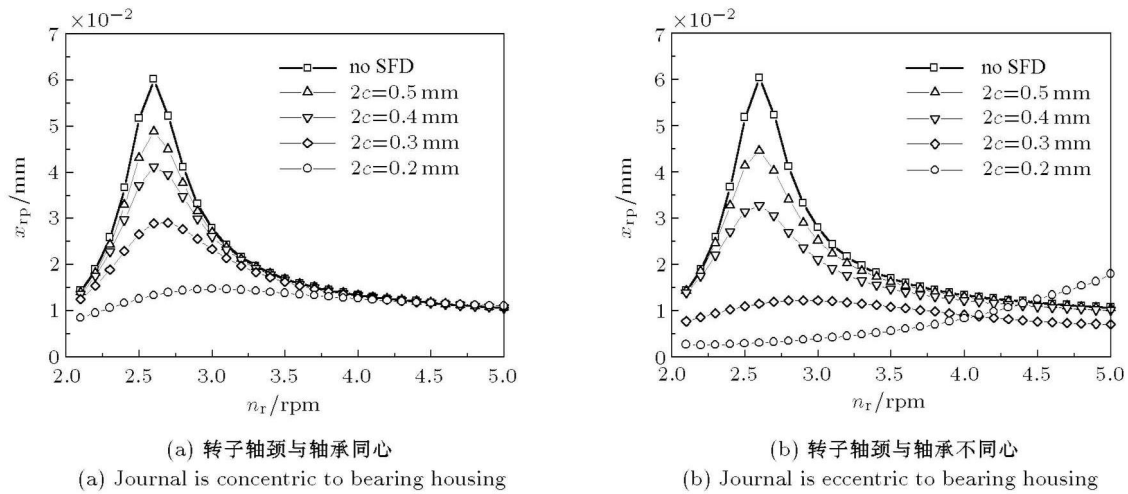 ×10⁻²
7
6
5
4
3
2
1
0
x_rp/mm
no SFD
2c=0.5 mm
2c=0.4 mm
2c=0.3 mm
2c=0.2 mm
2.0 2.5 3.0 3.5 4.0 4.5 5.0
n_r/rpm
(a) 转子轴颈与轴承同心
(a) Journal is concentric to bearing housing
×10⁻²
7
6
5
4
3
2
1
0
x_rp/mm
no SFD
2c=0.5 mm
2c=0.4 mm
2c=0.3 mm
2c=0.2 mm
2.0 2.5 3.0 3.5 4.0 4.5 5.0
n_r/rpm
(b) 转子轴颈与轴承不同心
(b) Journal is eccentric to bearing housing